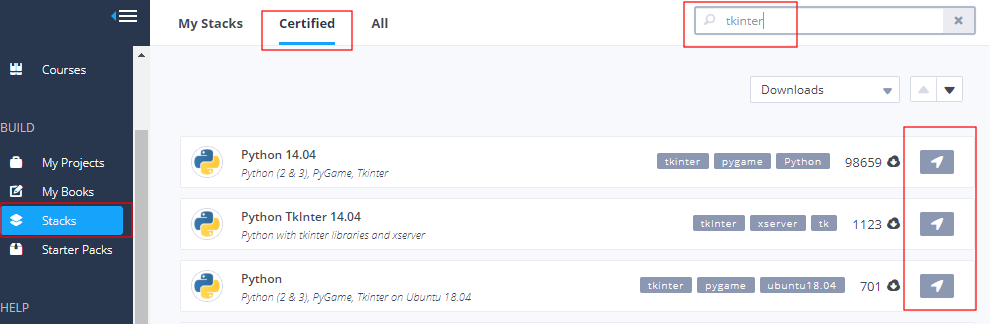 My Stacks Certified All tkinter
Courses
Downloads
BUILD
My Projects
My Books
Stacks
Starter Packs
HELP
Python 14.04
Python (2 & 3), PyGame, Tkinter
tkinter pygame Python 98659
Python TkInter 14.04
Python with tkinter libraries and xserver
tkinter xserver tk 1123
Python
Python (2 & 3), PyGame, Tkinter on Ubuntu 18.04
tkinter pygame ubuntu18.04 701